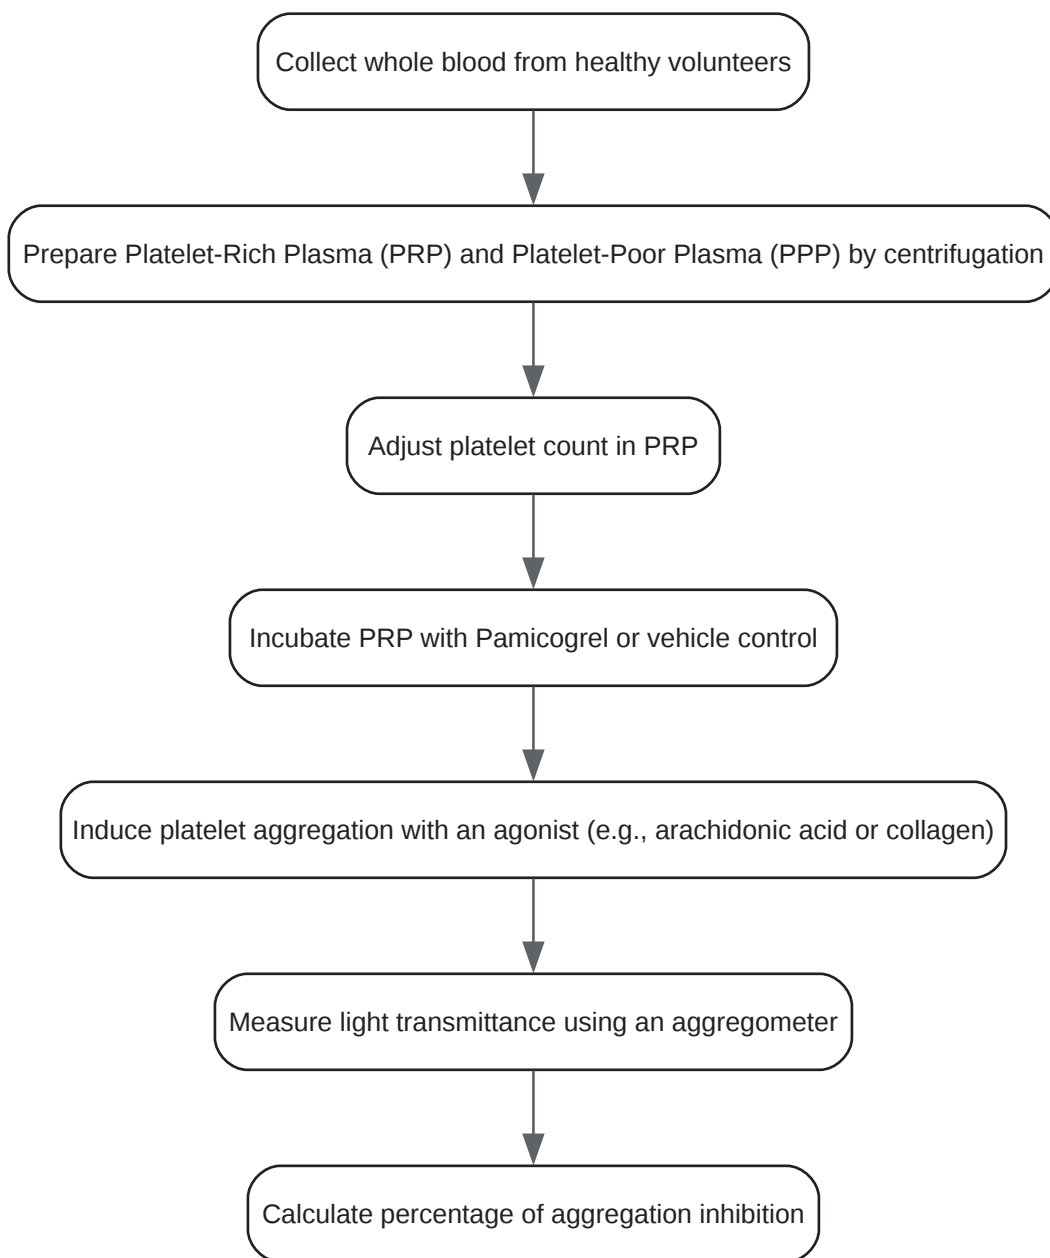 Collect whole blood from healthy volunteers
Prepare Platelet-Rich Plasma (PRP) and Platelet-Poor Plasma (PPP) by centrifugation
Adjust platelet count in PRP
Incubate PRP with Pamicogrel or vehicle control
Induce platelet aggregation with an agonist (e.g., arachidonic acid or collagen)
Measure light transmittance using an aggregometer
Calculate percentage of aggregation inhibition